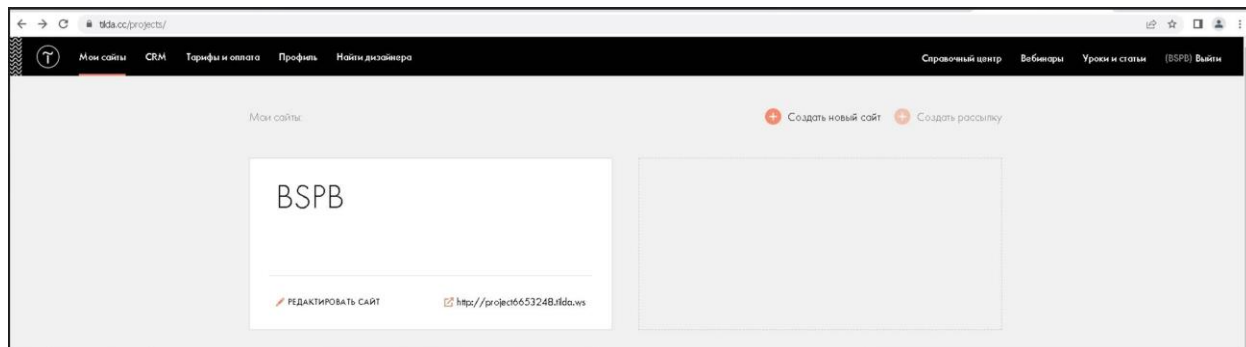 tilda.cc/projects/
Мои сайты CRM Тарифы и оплата Профиль Найти дизайнера Справочный центр Вебинары Уроки и статьи (BSPB) Выйти
Мои сайты: Создать новый сайт Создать рассылку
BSPB
РЕДАКТИРОВАТЬ САЙТ http://project6653248.tilda.ws